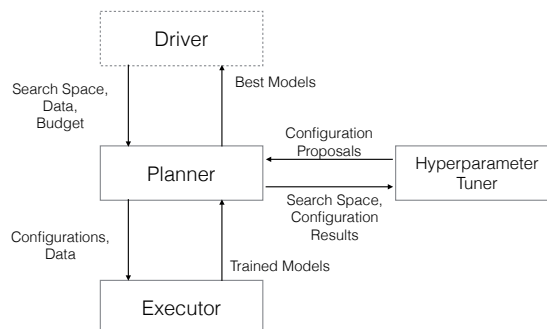 Driver
Search Space,
Data,
Budget
Best Models
Configuration
Proposals
Planner
Hyperparameter
Tuner
Search Space,
Configuration
Results
Configurations,
Data
Trained Models
Executor